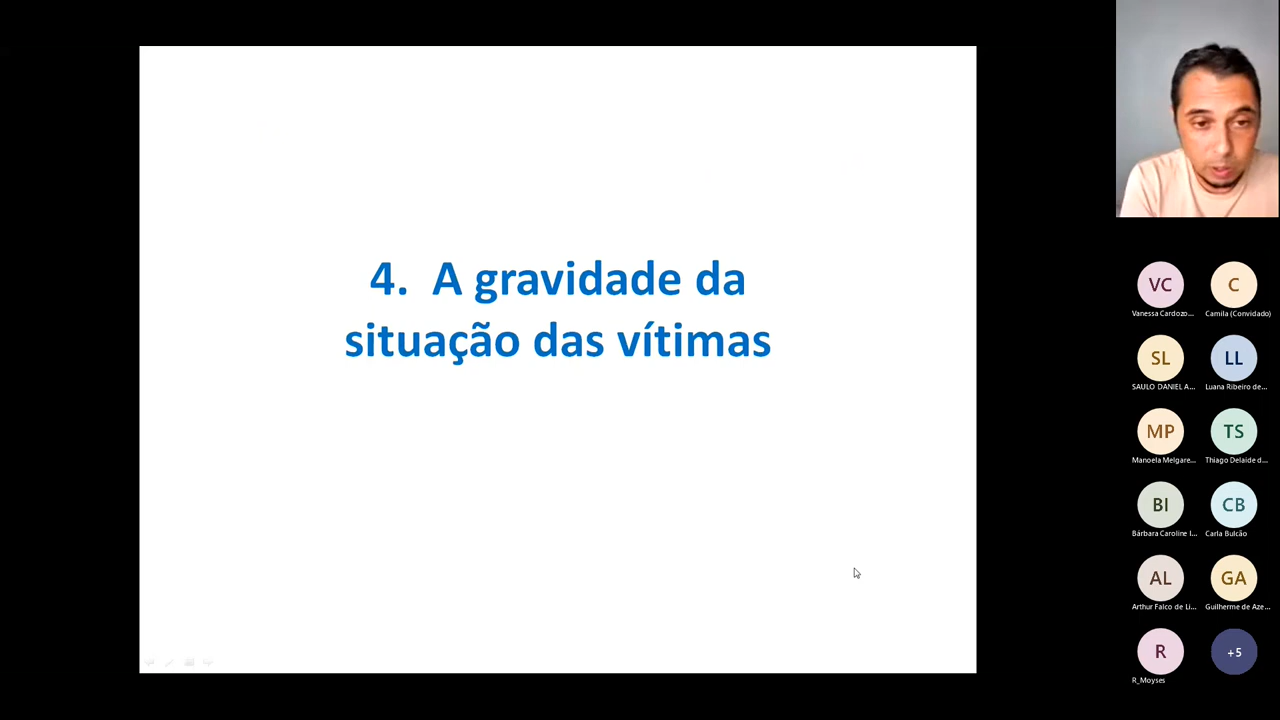 4. A gravidade da
situação das vítimas
VC
C
Vanessa Cardozo...
Camila (Convidado)
SL
LL
SAULO DANIEL A...
Luana Ribeiro de...
MP
TS
Manoela Melgare...
Thiago Delaide d...
BI
CB
Bárbara Caroline I...
Carla Bulcão
AL
GA
Arthur Falco de Li...
Guilherme de Aze...
R
+5
R_Moyses